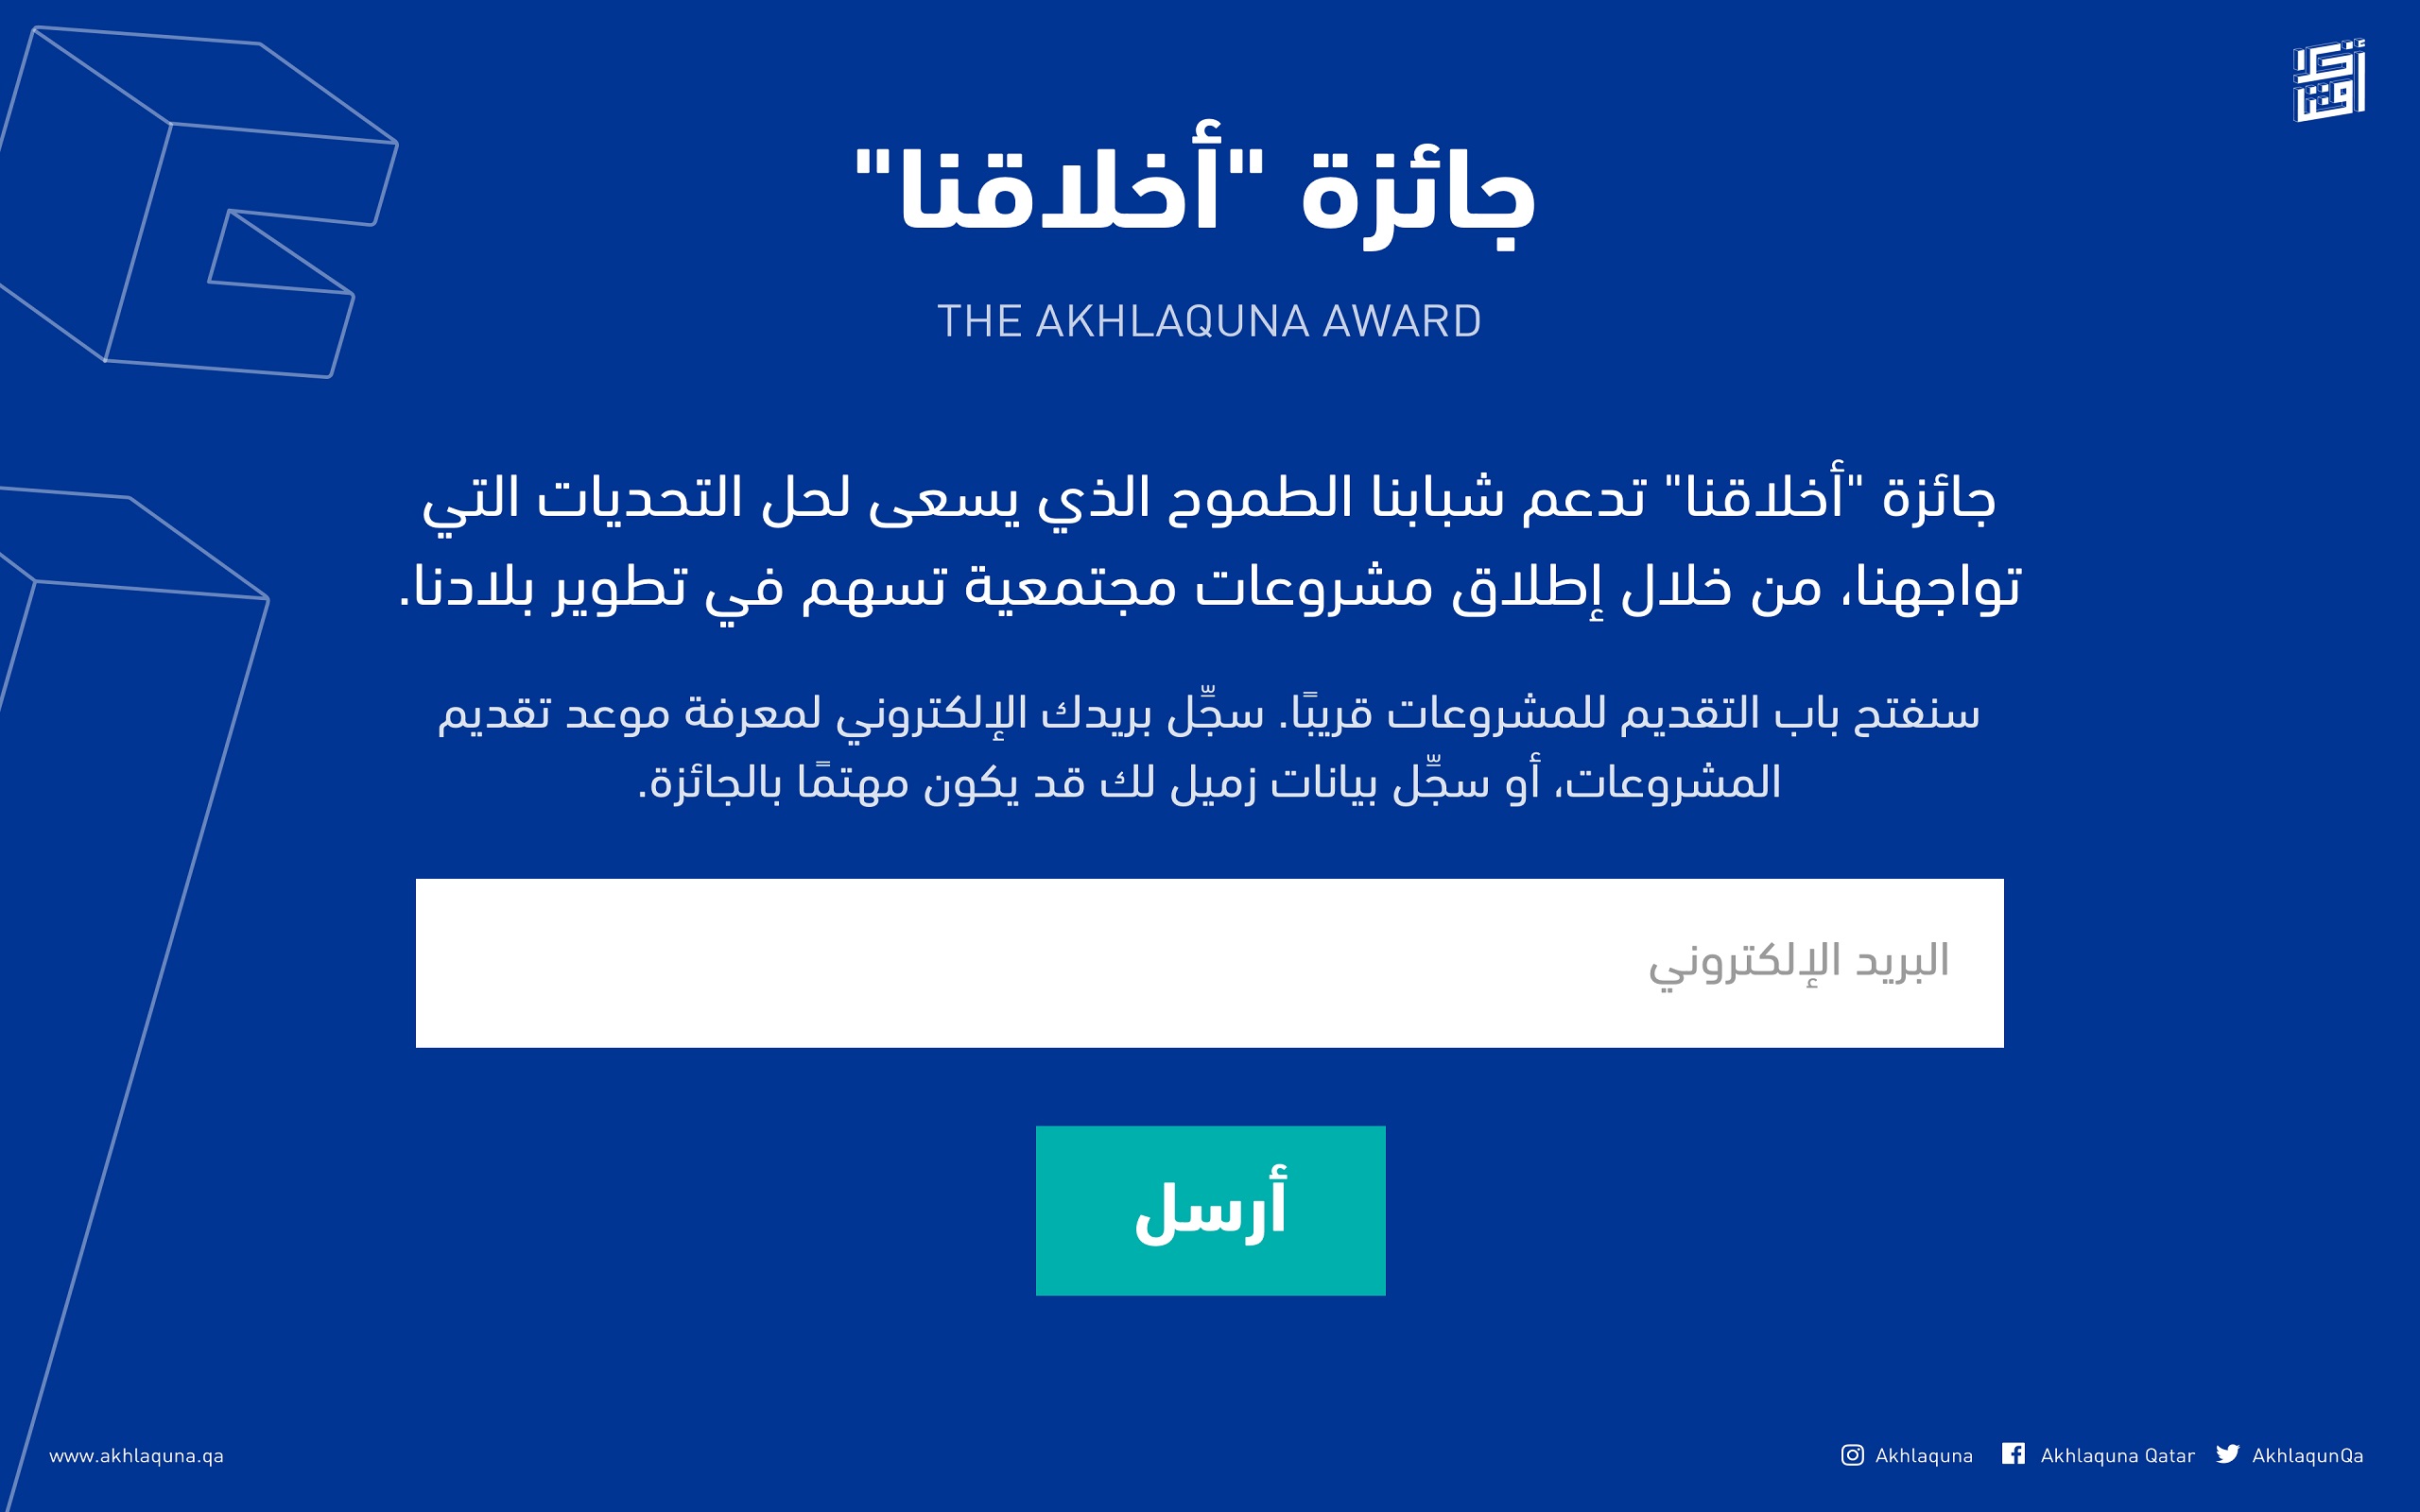 أخلاقنا
جائزة "أخلاقنا"
THE AKHLAQUNA AWARD
جائزة "أخلاقنا" تدعم شبابنا الطموح الذي يسعى لحل التحديات التي
تواجهنا، من خلال إطلاق مشروعات مجتمعية تسهم في تطوير بلادنا.
سنفتح باب التقديم للمشروعات قريبًا. سجِّل بريدك الإلكتروني لمعرفة موعد تقديم
المشروعات، أو سجِّل بيانات زميل لك قد يكون مهتمًا بالجائزة.
البريد الإلكتروني
أرسل
www.akhlaquna.qa
Akhlaquna Akhlaquna Qatar AkhlaqunQa